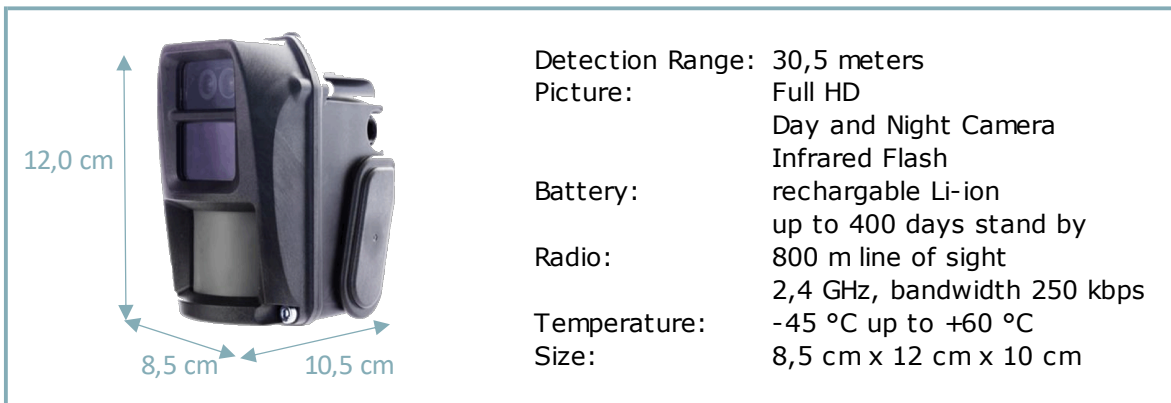 12,0 cm
8,5 cm
10,5 cm
Detection Range: 30,5 meters
Picture: Full HD
Day and Night Camera
Infrared Flash
Battery: rechargable Li-ion
up to 400 days stand by
Radio: 800 m line of sight
2,4 GHz, bandwidth 250 kbps
Temperature: -45 °C up to +60 °C
Size: 8,5 cm x 12 cm x 10 cm